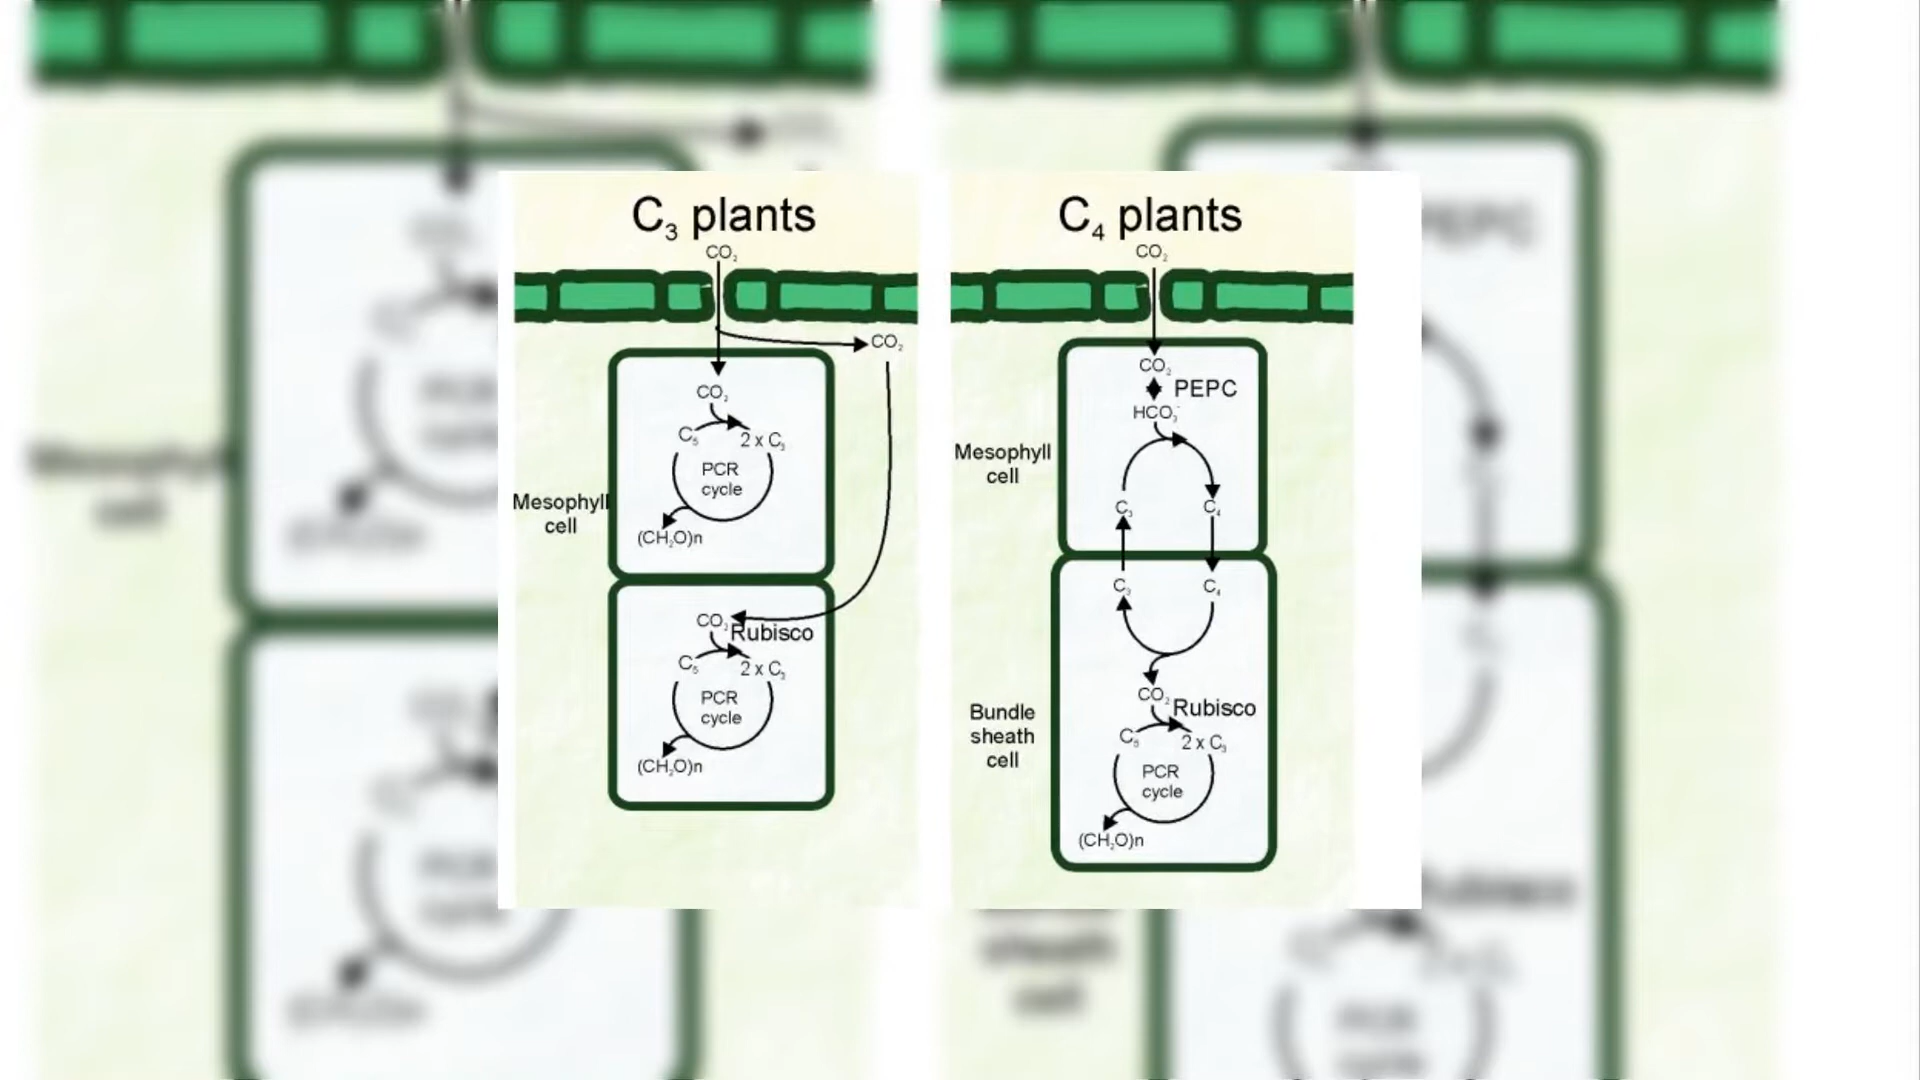 C₃ plants
CO₂
CO₂
CO₂
C₅
2 x C₃
PCR
cycle
(CH₂O)n
Mesophyll
cell
CO₂
Rubisco
C₅
2 x C₃
PCR
cycle
(CH₂O)n
C₄ plants
CO₂
CO₂
PEPC
HCO₃⁻
Mesophyll
cell
C₃
C₄
C₃
C₄
CO₂
Rubisco
Bundle
sheath
cell
C₅
2 x C₃
PCR
cycle
(CH₂O)n